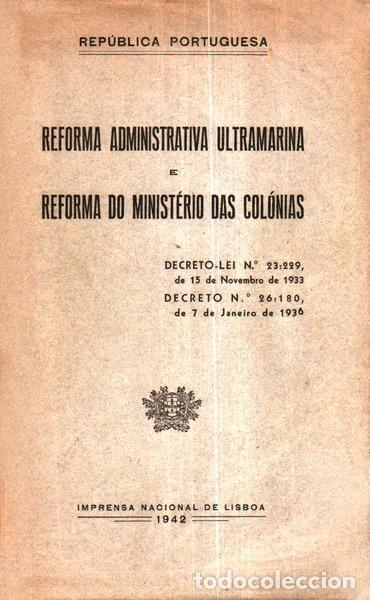 REPÚBLICA PORTUGUESA
REFORMA ADMINISTRATIVA ULTRAMARINA
E
REFORMA DO MINISTÉRIO DAS COLÓNIAS
DECRETO-LEI N.º 23:229,
de 15 de Novembro de 1933
DECRETO N.º 26:180,
de 7 de Janeiro de 1936
IMPRENSA NACIONAL DE LISBOA
1942
todocoleccion